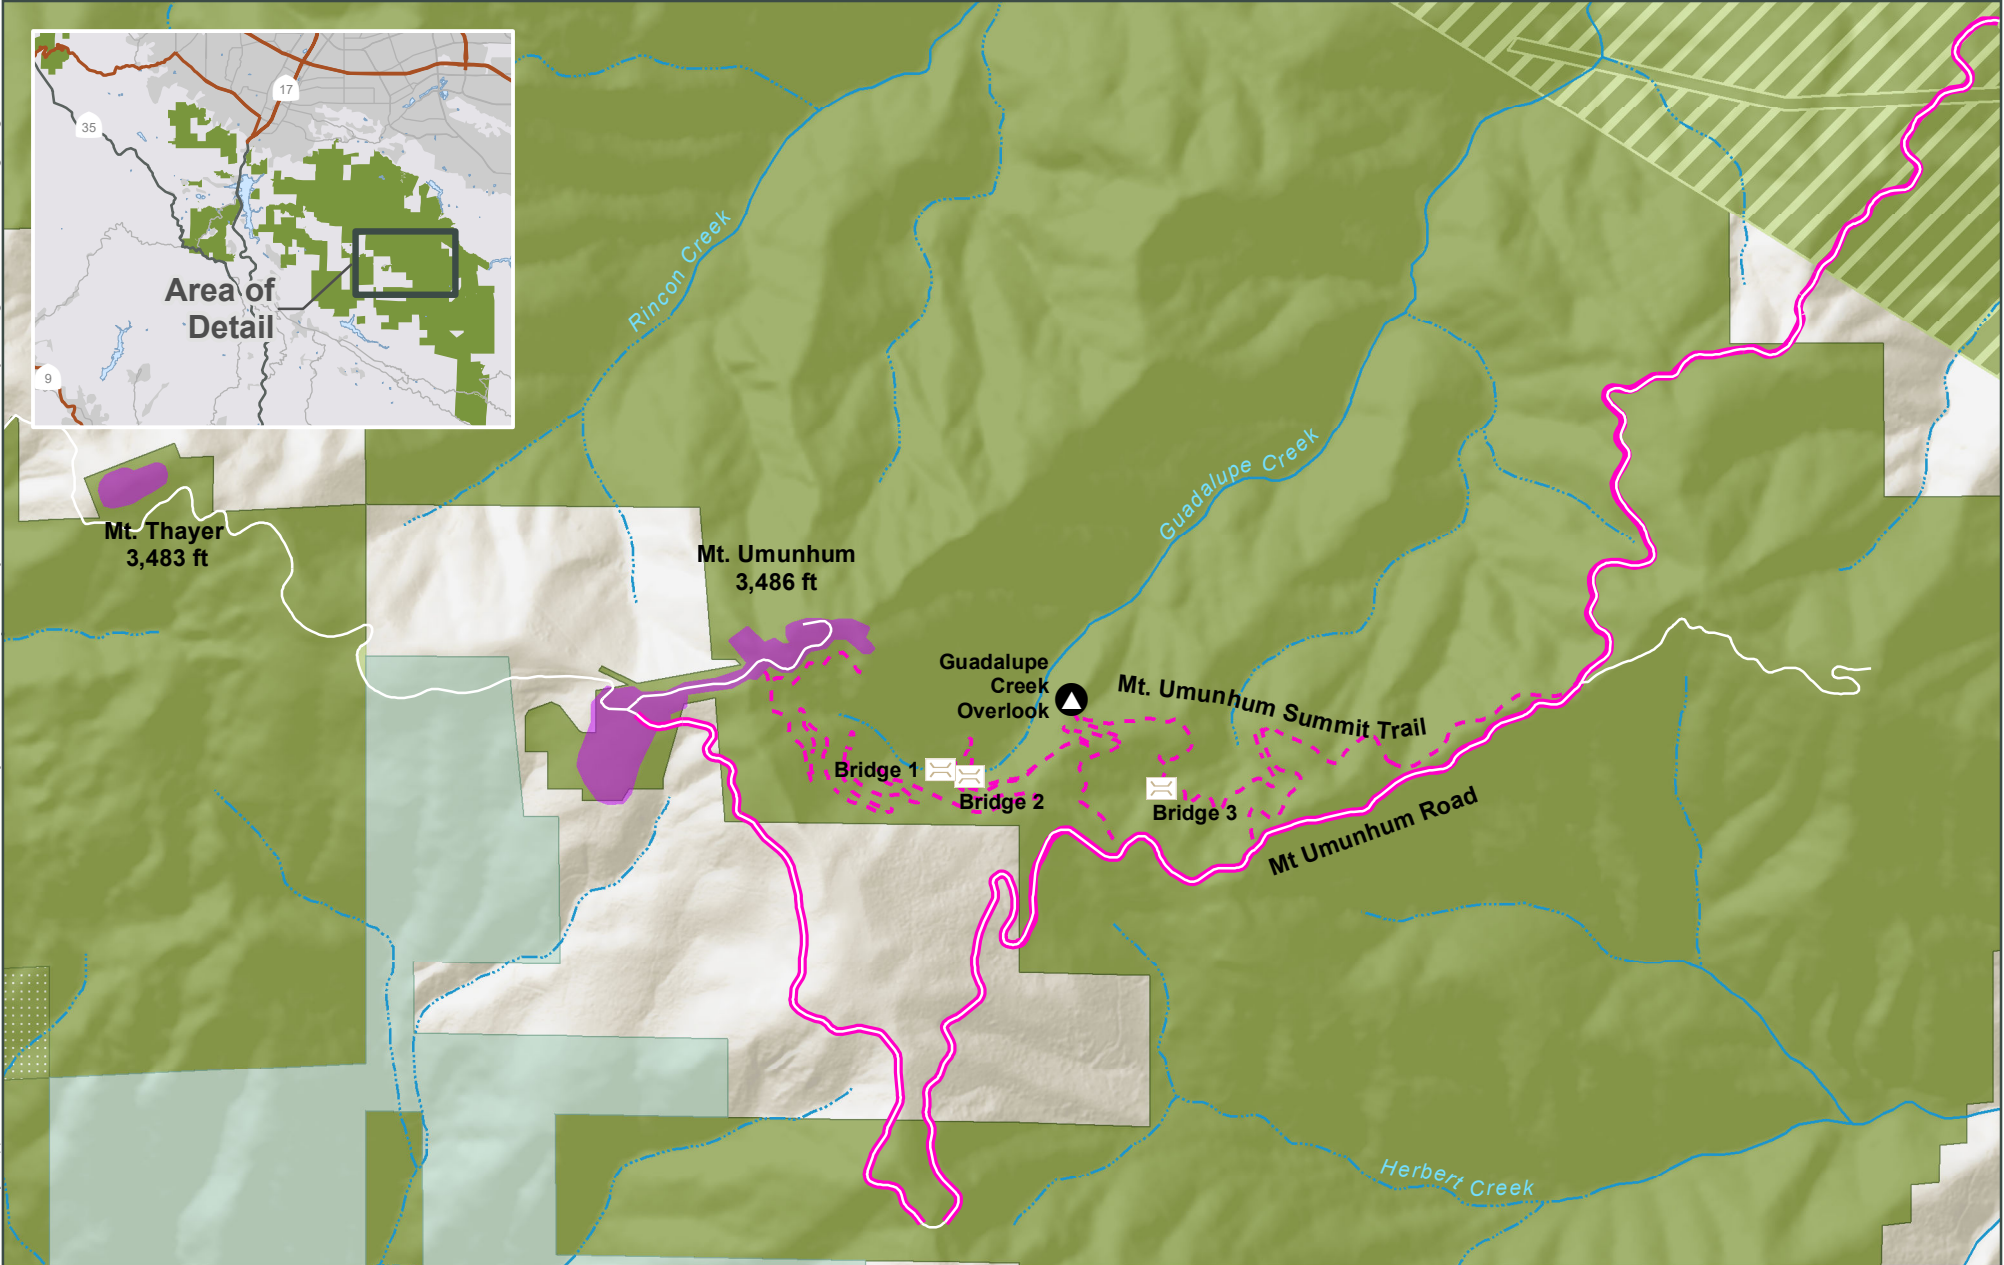 17
35
Area of
Detail
9
Rincon Creek
Guadalupe Creek
Mt. Thayer
3,483 ft
Mt. Umunhum
3,486 ft
Guadalupe
Creek
Overlook
Mt. Umunhum Summit Trail
Bridge 1
Bridge 2
Bridge 3
Mt Umunhum Road
Herbert Creek